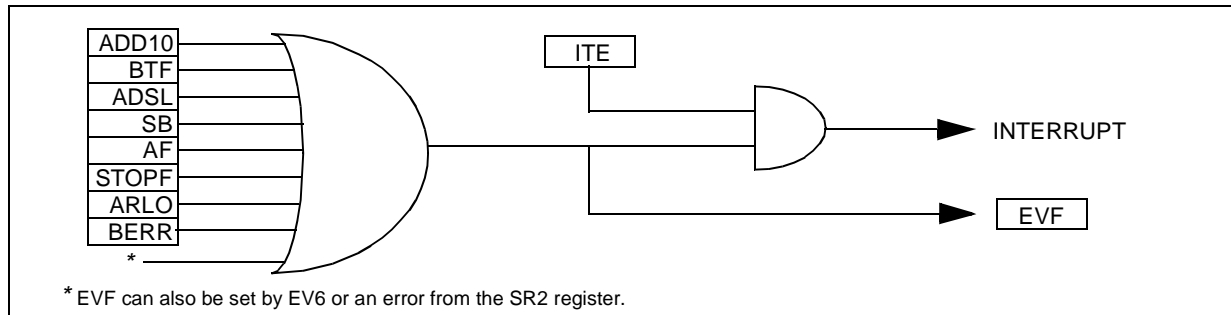 ADD10
BTF
ADSL
SB
AF
STOPF
ARLO
BERR
*
ITE
INTERRUPT
EVF
* EVF can also be set by EV6 or an error from the SR2 register.